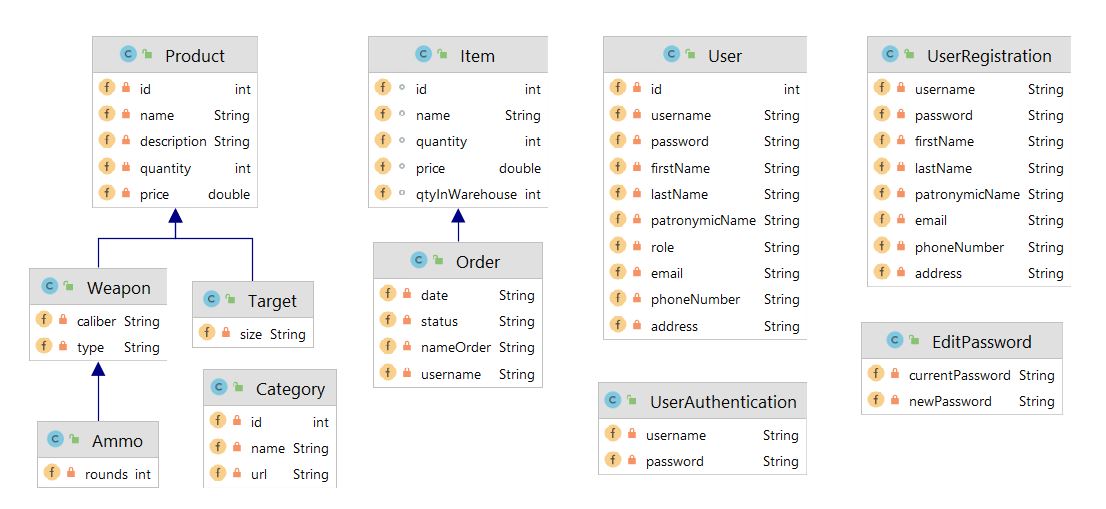 Product
id int
name String
description String
quantity int
price double
Weapon
caliber String
type String
Target
size String
Ammo
rounds int
Category
id int
name String
url String
Item
id int
name String
quantity int
price double
qtyInWarehouse int
Order
date String
status String
nameOrder String
username String
User
id int
username String
password String
firstName String
lastName String
patronymicName String
role String
email String
phoneNumber String
address String
UserAuthentication
username String
password String
UserRegistration
username String
password String
firstName String
lastName String
patronymicName String
email String
phoneNumber String
address String
EditPassword
currentPassword String
newPassword String